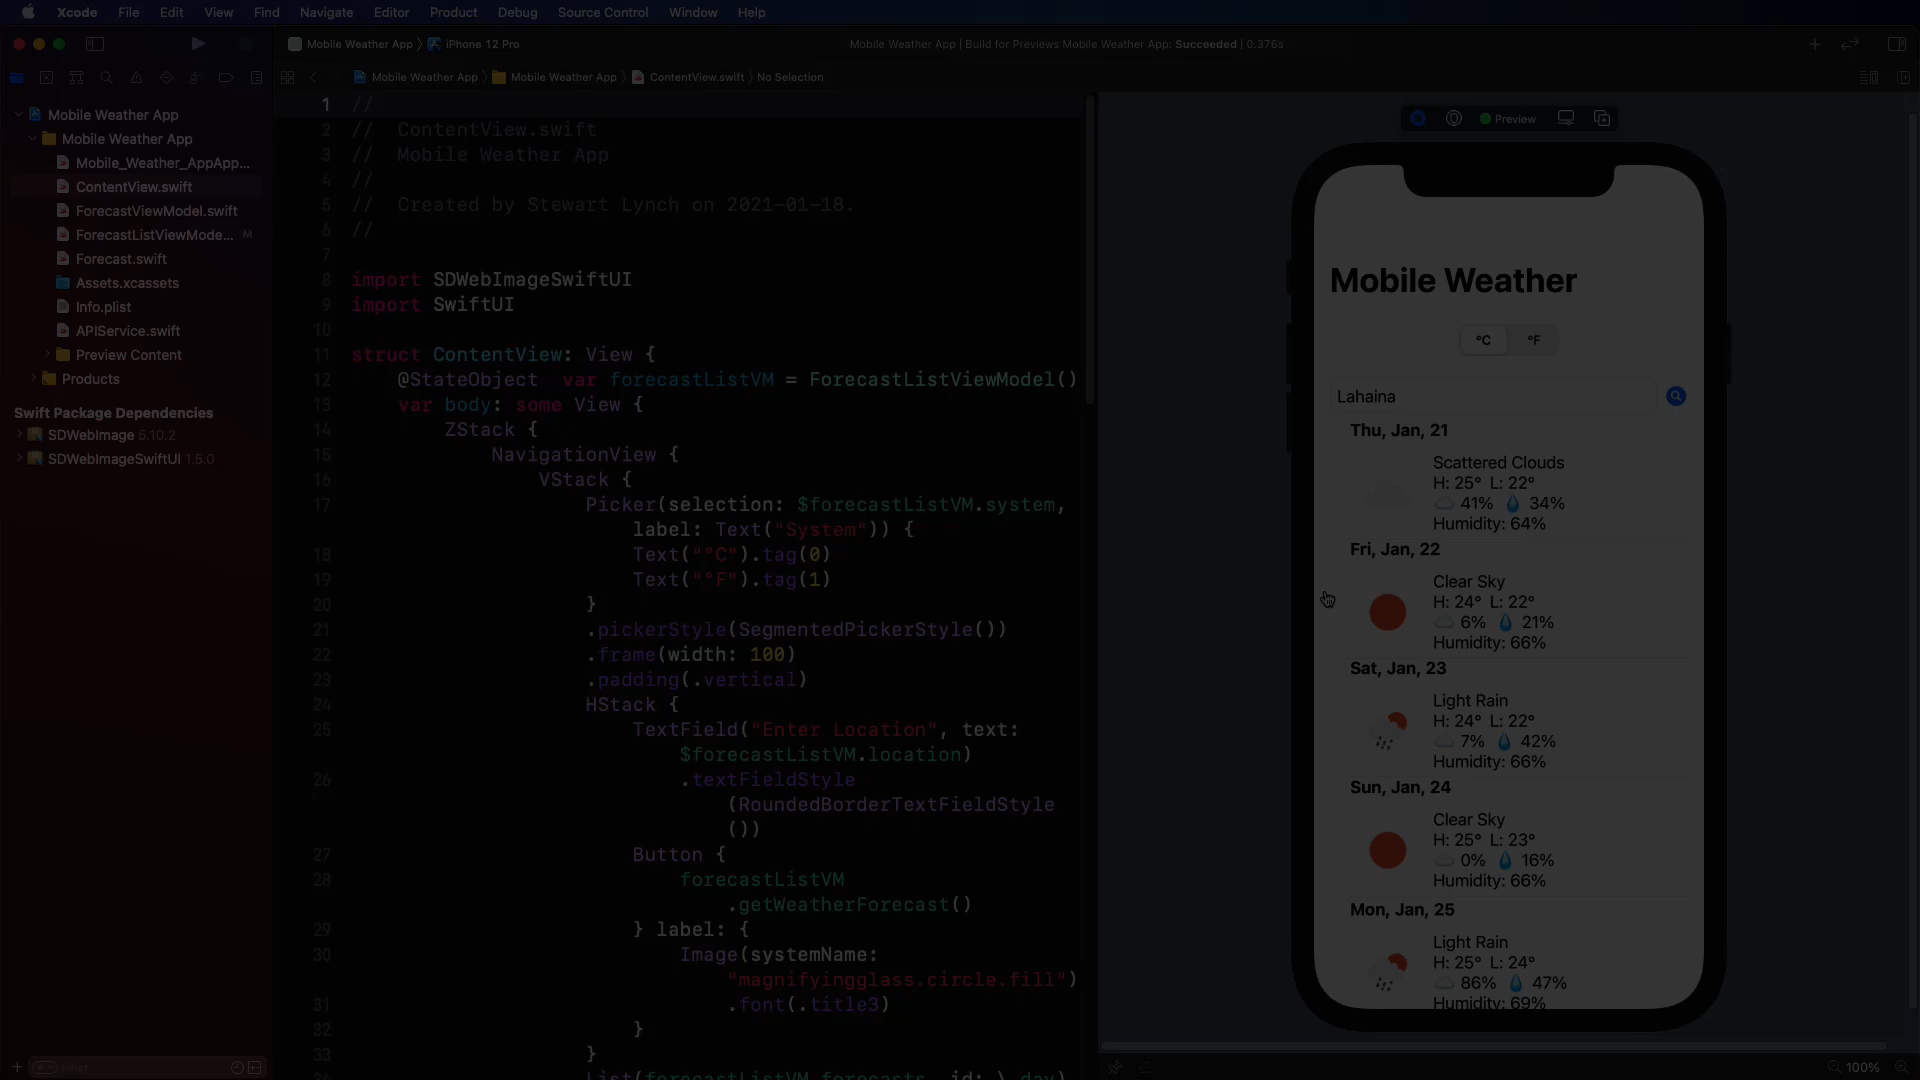 Xcode File Edit View Find Navigate Editor Product Debug Source Control Window Help
Mobile Weather App iPhone 12 Pro
Mobile Weather App | Build for Previews Mobile Weather App: Succeeded | 0.376s
Mobile Weather App Mobile Weather App ContentView.swift No Selection
Mobile Weather App
Mobile Weather App
Mobile_Weather_AppApp...
ContentView.swift
ForecastViewModel.swift
ForecastListViewMode... M
Forecast.swift
Assets.xcassets
Info.plist
APIService.swift
Preview Content
Products
Swift Package Dependencies
SDWebImage 5.10.2
SDWebImageSwiftUI 1.5.0
Filter
1 //
2 // ContentView.swift
3 // Mobile Weather App
4 //
5 // Created by Stewart Lynch on 2021-01-18.
6 //
7
8 import SDWebImageSwiftUI
9 import SwiftUI
10
11 struct ContentView: View {
12 @StateObject var forecastListVM = ForecastListViewModel()
13 var body: some View {
14 ZStack {
15 NavigationView {
16 VStack {
17 Picker(selection: $forecastListVM.system,
label: Text("System")) {
18 Text("°C").tag(0)
19 Text("°F").tag(1)
20 }
21 .pickerStyle(SegmentedPickerStyle())
22 .frame(width: 100)
23 .padding(.vertical)
24 HStack {
25 TextField("Enter Location", text:
$forecastListVM.location)
26 .textFieldStyle
(RoundedBorderTextFieldStyle
())
27 Button {
28 forecastListVM
.getWeatherForecast()
29 } label: {
30 Image(systemName:
"magnifyingglass.circle.fill")
31 .font(.title3)
32 }
33 }
34 List(forecastListVM.forecasts, id: \.day)
Preview
Mobile Weather
°C °F
Lahaina
Thu, Jan, 21
Scattered Clouds
H: 25° L: 22°
41% 34%
Humidity: 64%
Fri, Jan, 22
Clear Sky
H: 24° L: 22°
6% 21%
Humidity: 66%
Sat, Jan, 23
Light Rain
H: 24° L: 22°
7% 42%
Humidity: 66%
Sun, Jan, 24
Clear Sky
H: 25° L: 23°
0% 16%
Humidity: 66%
Mon, Jan, 25
Light Rain
H: 25° L: 24°
86% 47%
Humidity: 69%
100%